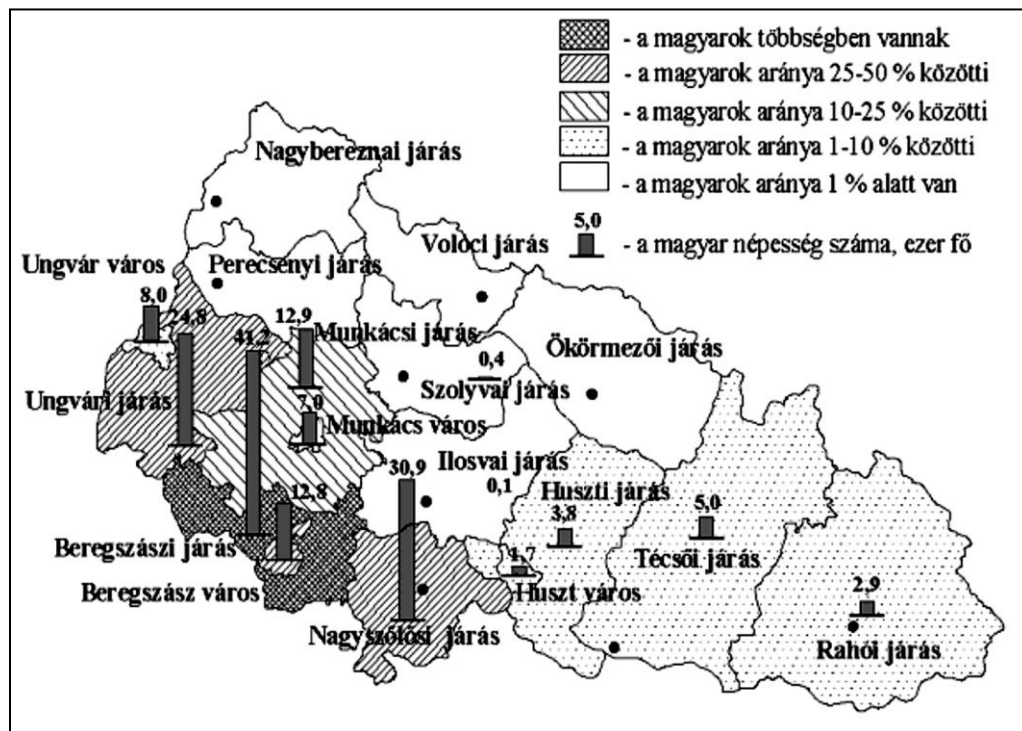 - a magyarok többségben vannak
- a magyarok aránya 25-50 % közötti
- a magyarok aránya 10-25 % közötti
- a magyarok aránya 1-10 % közötti
- a magyarok aránya 1 % alatt van
5,0
- a magyar népesség száma, ezer fő
Nagybereznai járás
Volóci járás
Ungvár város
Perecsenyi járás
8,0
24,8
12,9
41,2
Munkácsi járás
Ökörmezői járás
0,4
Szolyvai járás
Ungvári járás
7,0
Munkács város
Ilosvai járás
30,9
0,1
Huszti járás
12,8
3,8
5,0
Beregszászi járás
Técsői járás
1,7
Beregszász város
Huszt város
2,9
Nagyszőlősi járás
Rahói járás